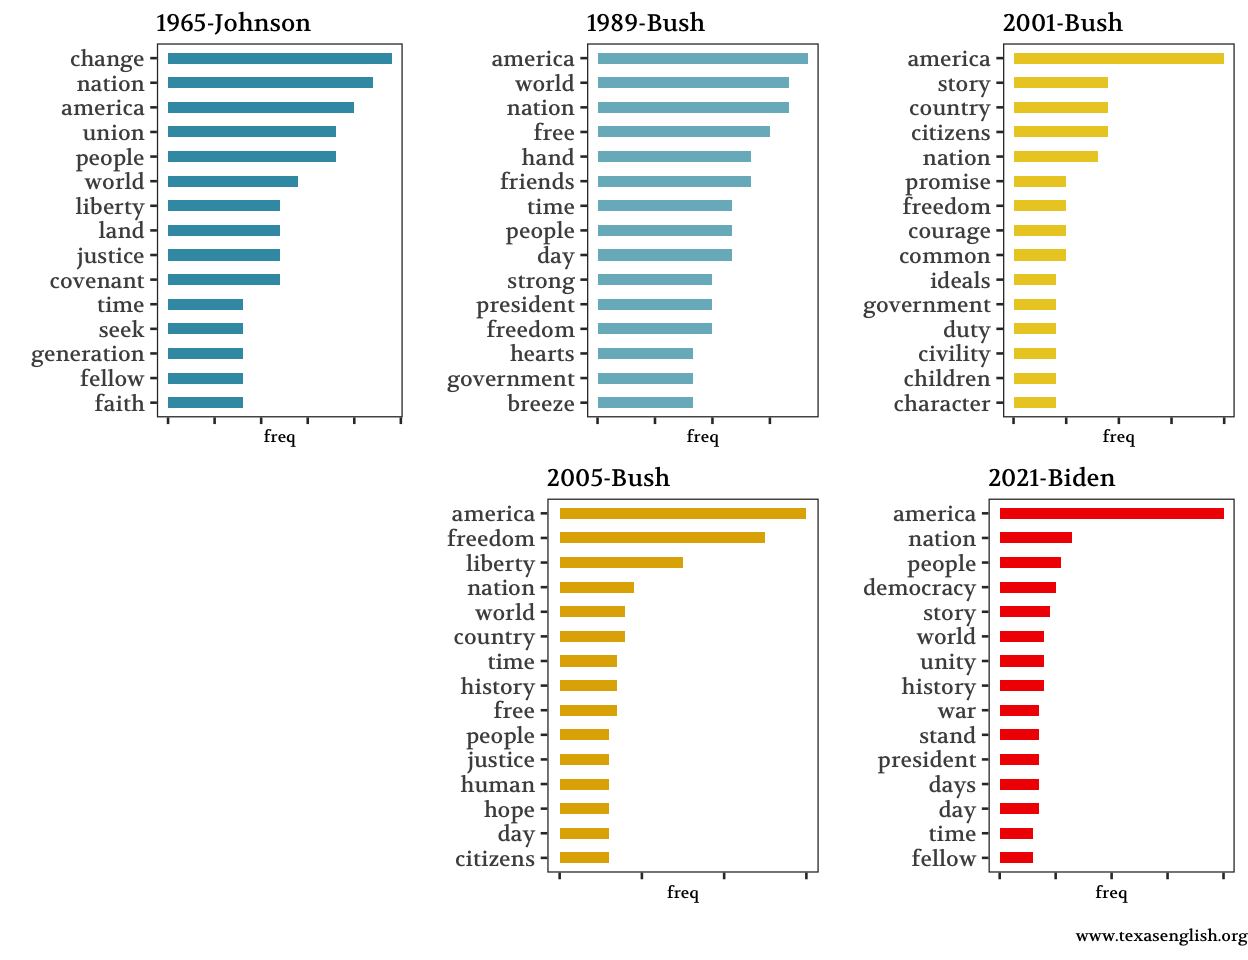 1965-Johnson
change
nation
america
union
people
world
liberty
land
justice
covenant
time
seek
generation
fellow
faith
freq
1989-Bush
america
world
nation
free
hand
friends
time
people
day
strong
president
freedom
hearts
government
breeze
freq
2001-Bush
america
story
country
citizens
nation
promise
freedom
courage
common
ideals
government
duty
civility
children
character
freq
2005-Bush
america
freedom
liberty
nation
world
country
time
history
free
people
justice
human
hope
day
citizens
freq
2021-Biden
america
nation
people
democracy
story
world
unity
history
war
stand
president
days
day
time
fellow
freq
www.texasenglish.org